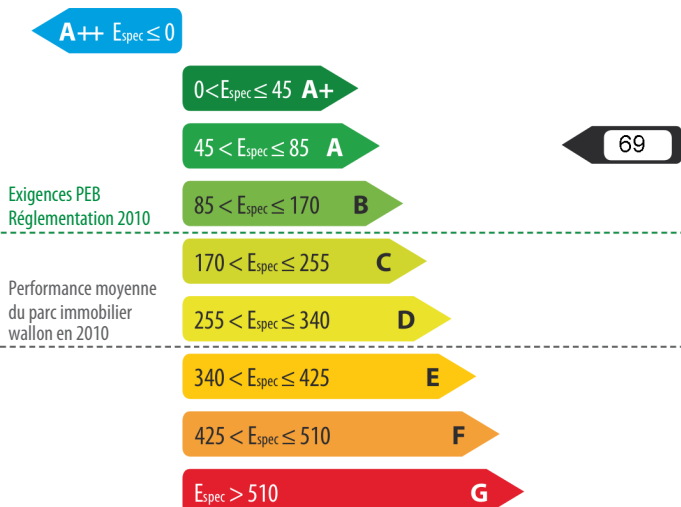 A++ Espec ≤ 0
0<Espec ≤ 45 A+
45 < Espec ≤ 85 A
69
Exigences PEB
Réglementation 2010
85 < Espec ≤ 170 B
170 < Espec ≤ 255 C
Performance moyenne
du parc immobilier
wallon en 2010
255 < Espec ≤ 340 D
340 < Espec ≤ 425 E
425 < Espec ≤ 510 F
Espec > 510 G